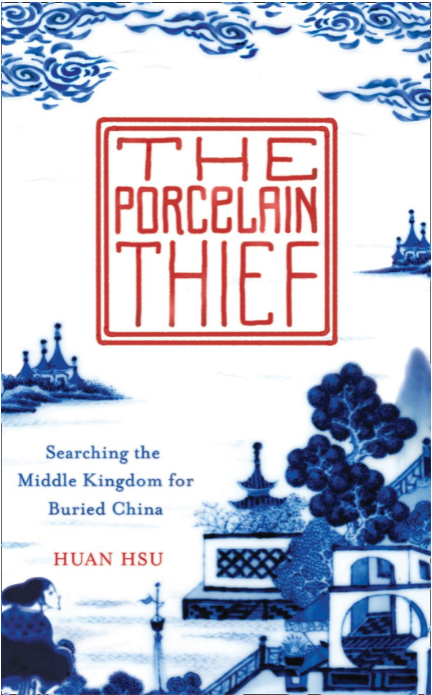 THE
PORCELAIN
THIEF
Searching the
Middle Kingdom for
Buried China
HUAN HSU